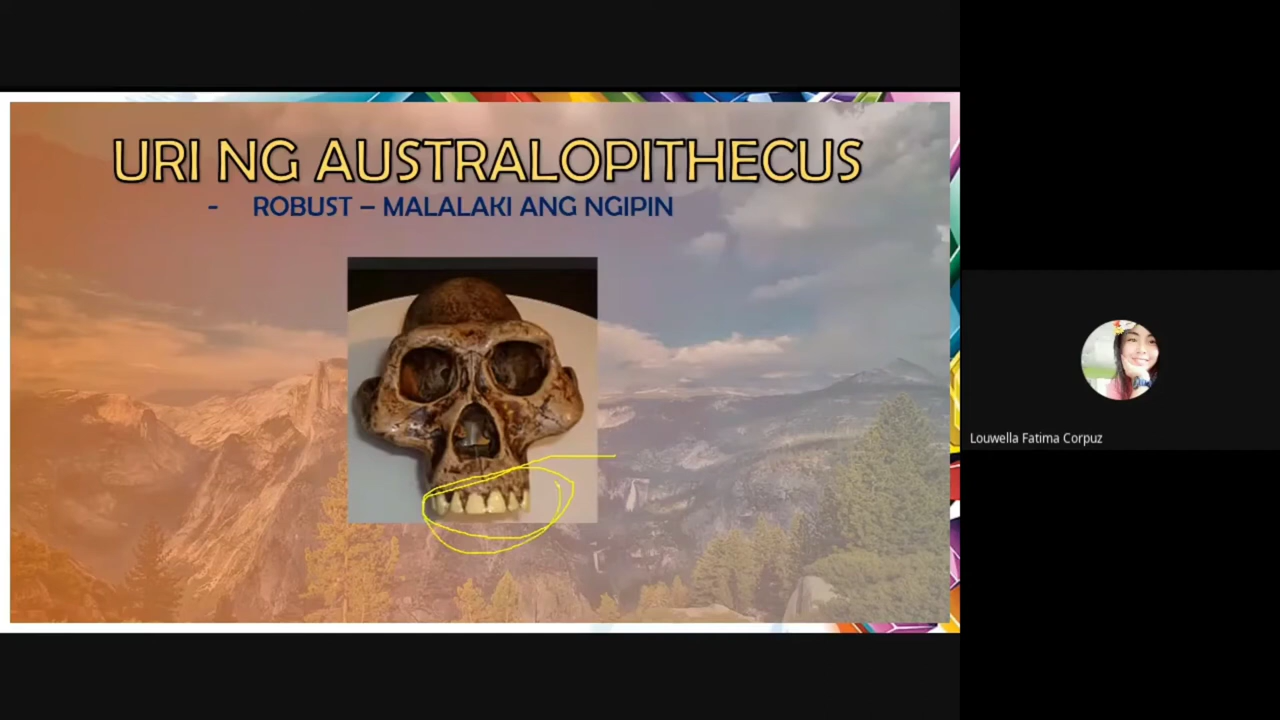 URI NG AUSTRALOPITHECUS
- ROBUST – MALALAKI ANG NGIPIN
Louwella Fatima Corpuz